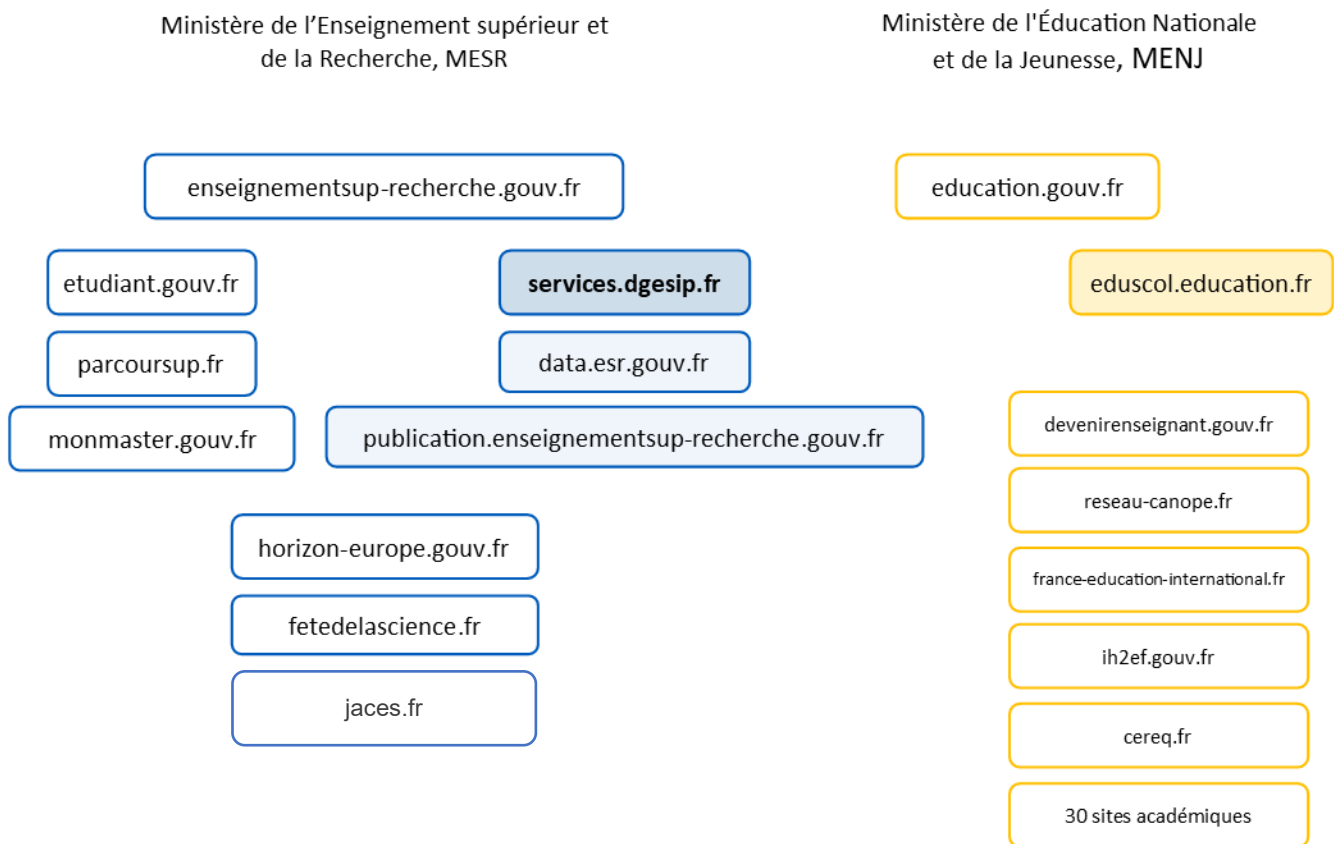 Ministère de l’Enseignement supérieur et
de la Recherche, MESR
Ministère de l'Éducation Nationale
et de la Jeunesse, MENJ
enseignementsup-recherche.gouv.fr
education.gouv.fr
etudiant.gouv.fr
services.dgesip.fr
eduscol.education.fr
parcoursup.fr
data.esr.gouv.fr
monmaster.gouv.fr
publication.enseignementsup-recherche.gouv.fr
devenirenseignant.gouv.fr
reseau-canope.fr
horizon-europe.gouv.fr
france-education-international.fr
fetedelascience.fr
ih2ef.gouv.fr
jaces.fr
cereq.fr
30 sites académiques